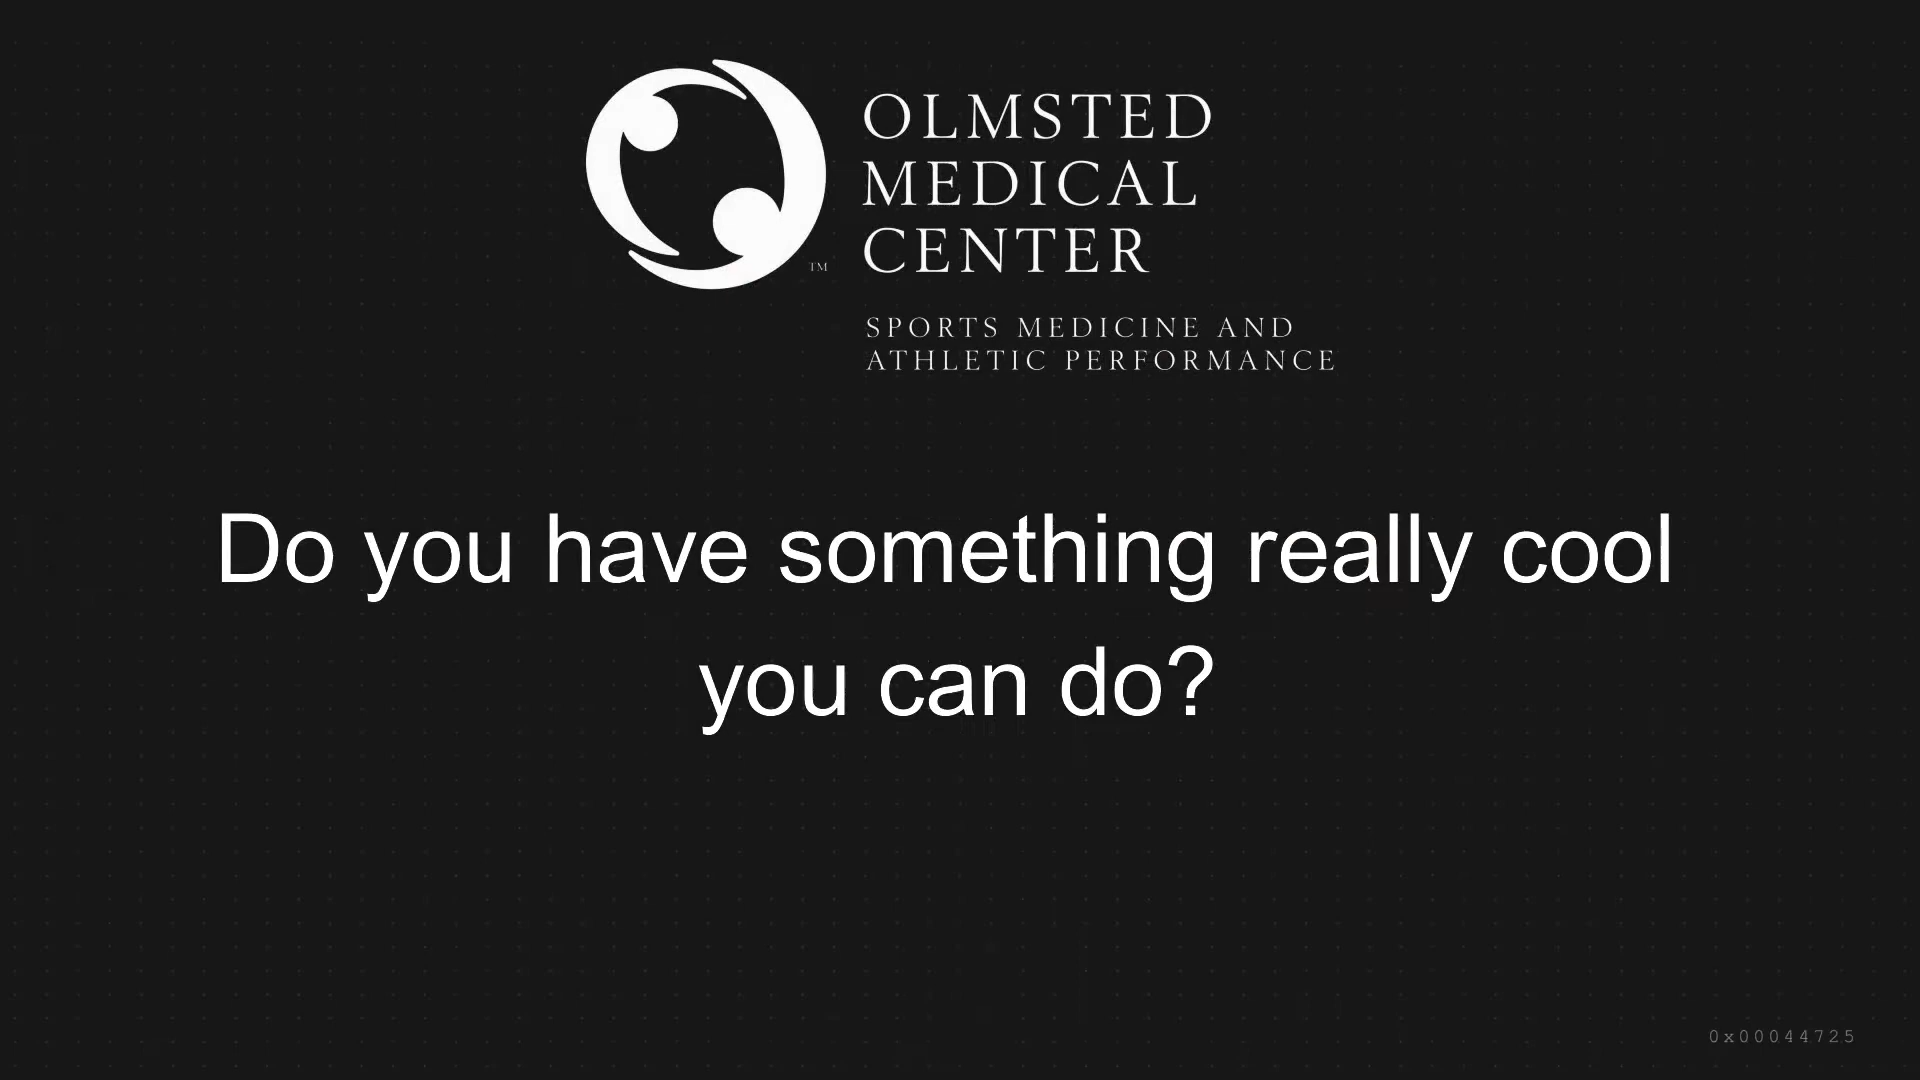 OLMSTED
MEDICAL
CENTER
TM
SPORTS MEDICINE AND
ATHLETIC PERFORMANCE
Do you have something really cool
you can do?
0x00044725